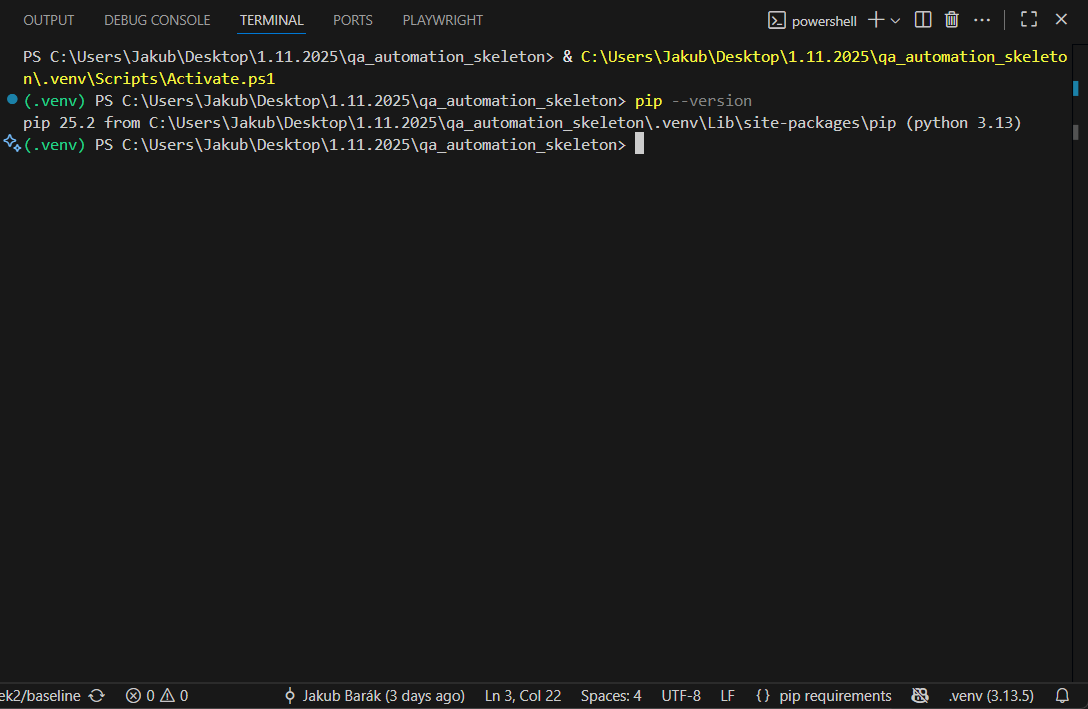 OUTPUT DEBUG CONSOLE TERMINAL PORTS PLAYWRIGHT powershell
PS C:\Users\Jakub\Desktop\1.11.2025\qa_automation_skeleton> & C:\Users\Jakub\Desktop\1.11.2025\qa_automation_skeleto
n\.venv\Scripts\Activate.ps1
(.venv) PS C:\Users\Jakub\Desktop\1.11.2025\qa_automation_skeleton> pip --version
pip 25.2 from C:\Users\Jakub\Desktop\1.11.2025\qa_automation_skeleton\.venv\Lib\site-packages\pip (python 3.13)
(.venv) PS C:\Users\Jakub\Desktop\1.11.2025\qa_automation_skeleton>
ek2/baseline 0 0 Jakub Barák (3 days ago) Ln 3, Col 22 Spaces: 4 UTF-8 LF {} pip requirements .venv (3.13.5)